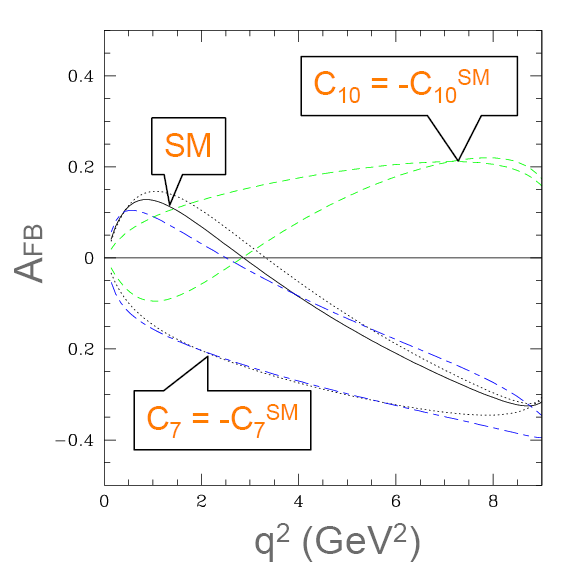 0.4
C₁₀ = -C₁₀ˢᴹ
SM
0.2
0
AFB
-0.2
C₇ = -C₇ˢᴹ
-0.4
0 2 4 6 8
q² (GeV²)